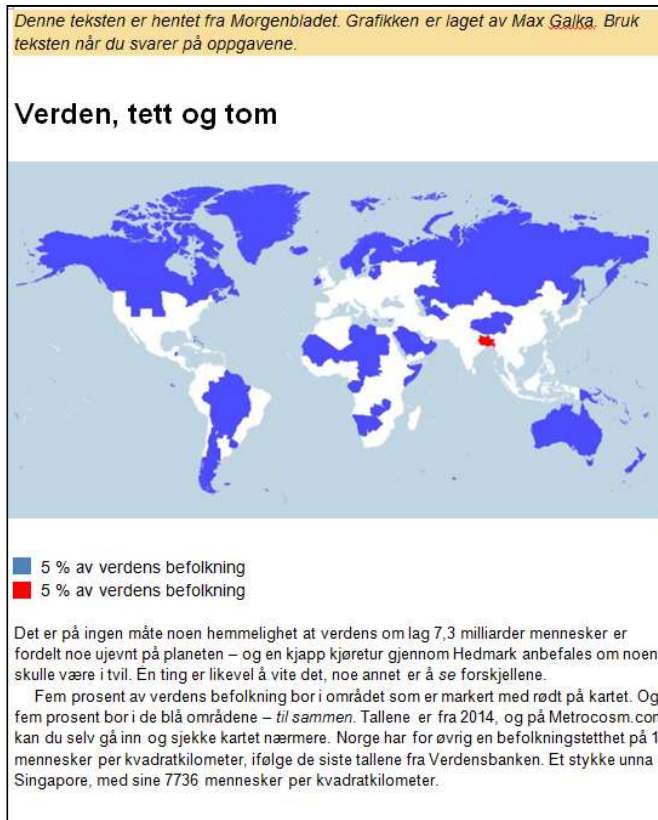 Denne teksten er hentet fra Morgenbladet. Grafikken er laget av Max Galka. Bruk
teksten når du svarer på oppgavene.
Verden, tett og tom
5 % av verdens befolkning
5 % av verdens befolkning
Det er på ingen måte noen hemmelighet at verdens om lag 7,3 milliarder mennesker er
fordelt noe ujevnt på planeten – og en kjapp kjøretur gjennom Hedmark anbefales om noen
skulle være i tvil. Én ting er likevel å vite det, noe annet er å se forskjellene.
Fem prosent av verdens befolkning bor i området som er markert med rødt på kartet. Og
fem prosent bor i de blå områdene – til sammen. Tallene er fra 2014, og på Metrocosm.com
kan du selv gå inn og sjekke kartet nærmere. Norge har for øvrig en befolkningstetthet på
mennesker per kvadratkilometer, ifølge de siste tallene fra Verdensbanken. Et stykke unna
Singapore, med sine 7736 mennesker per kvadratkilometer.